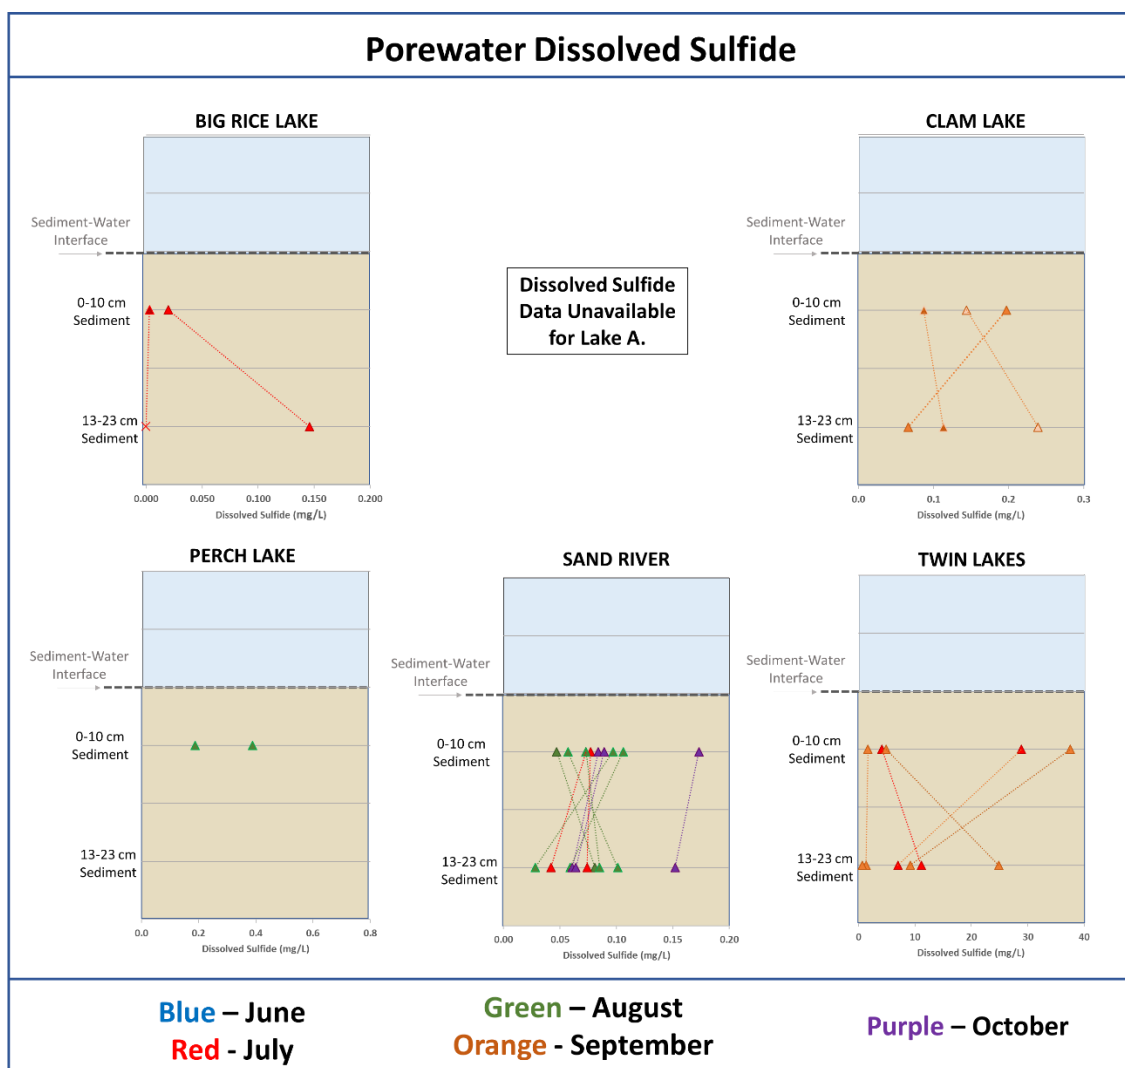 Porewater Dissolved Sulfide
BIG RICE LAKE
Sediment-Water
Interface
0-10 cm
Sediment
13-23 cm
Sediment
0.000 0.050 0.100 0.150 0.200
Dissolved Sulfide (mg/L)
Dissolved Sulfide
Data Unavailable
for Lake A.
CLAM LAKE
Sediment-Water
Interface
0-10 cm
Sediment
13-23 cm
Sediment
0.0 0.1 0.2 0.3
Dissolved Sulfide (mg/L)
PERCH LAKE
Sediment-Water
Interface
0-10 cm
Sediment
13-23 cm
Sediment
0.0 0.2 0.4 0.6 0.8
Dissolved Sulfide (mg/L)
SAND RIVER
Sediment-Water
Interface
0-10 cm
Sediment
13-23 cm
Sediment
0.00 0.05 0.10 0.15 0.20
Dissolved Sulfide (mg/L)
TWIN LAKES
Sediment-Water
Interface
0-10 cm
Sediment
13-23 cm
Sediment
0 10 20 30 40
Dissolved Sulfide (mg/L)
Blue – June
Red - July
Green – August
Orange - September
Purple – October